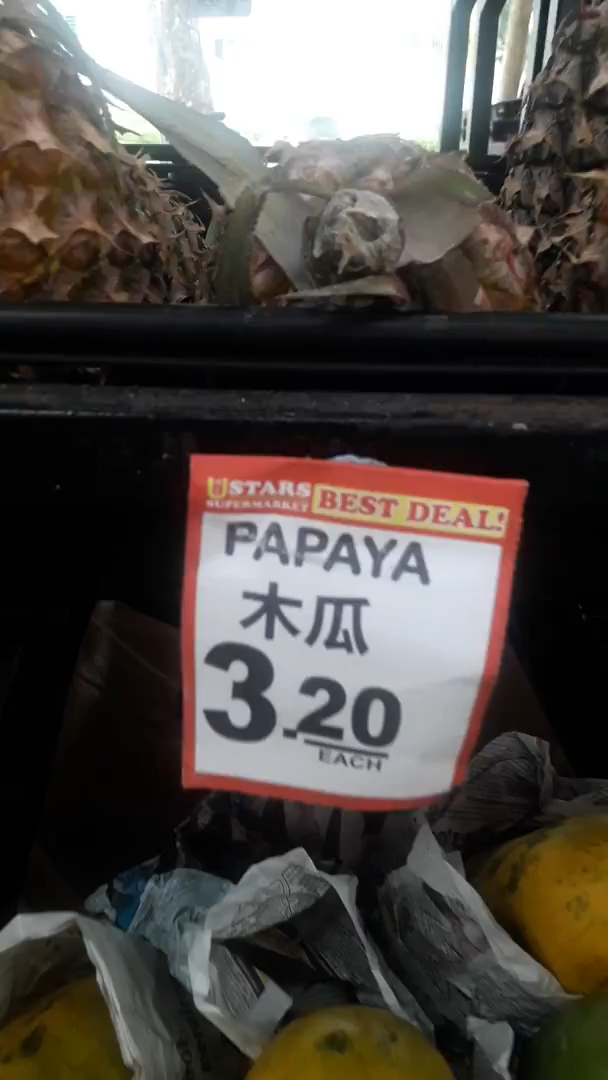 USTARS
SUPERMARKET
BEST DEAL!
PAPAYA
木瓜
3.20
EACH